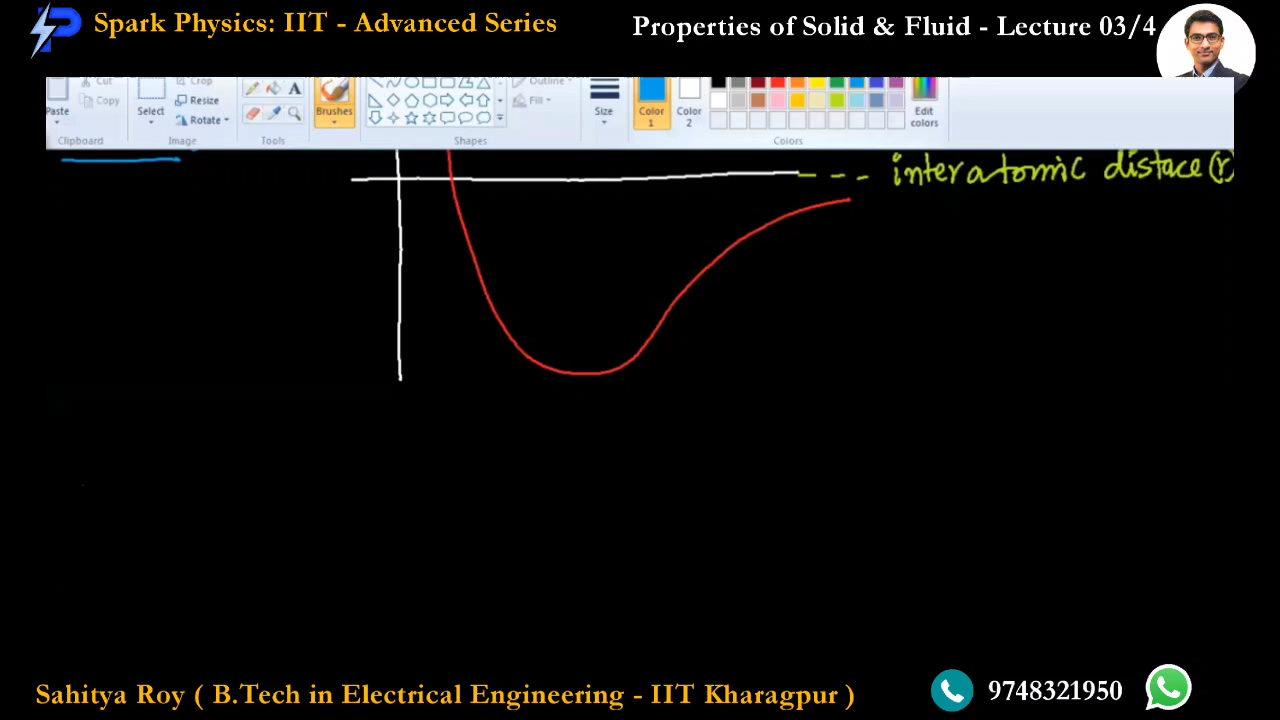 Spark Physics: IIT - Advanced Series
Properties of Solid & Fluid - Lecture 03/4
Paste
Cut
Copy
Clipboard
Select
Crop
Resize
Rotate
Image
Tools
Brushes
Shapes
Outline
Fill
Size
Color 1
Color 2
Edit colors
Colors
interatomic distace (r)
Sahitya Roy ( B.Tech in Electrical Engineering - IIT Kharagpur )
9748321950